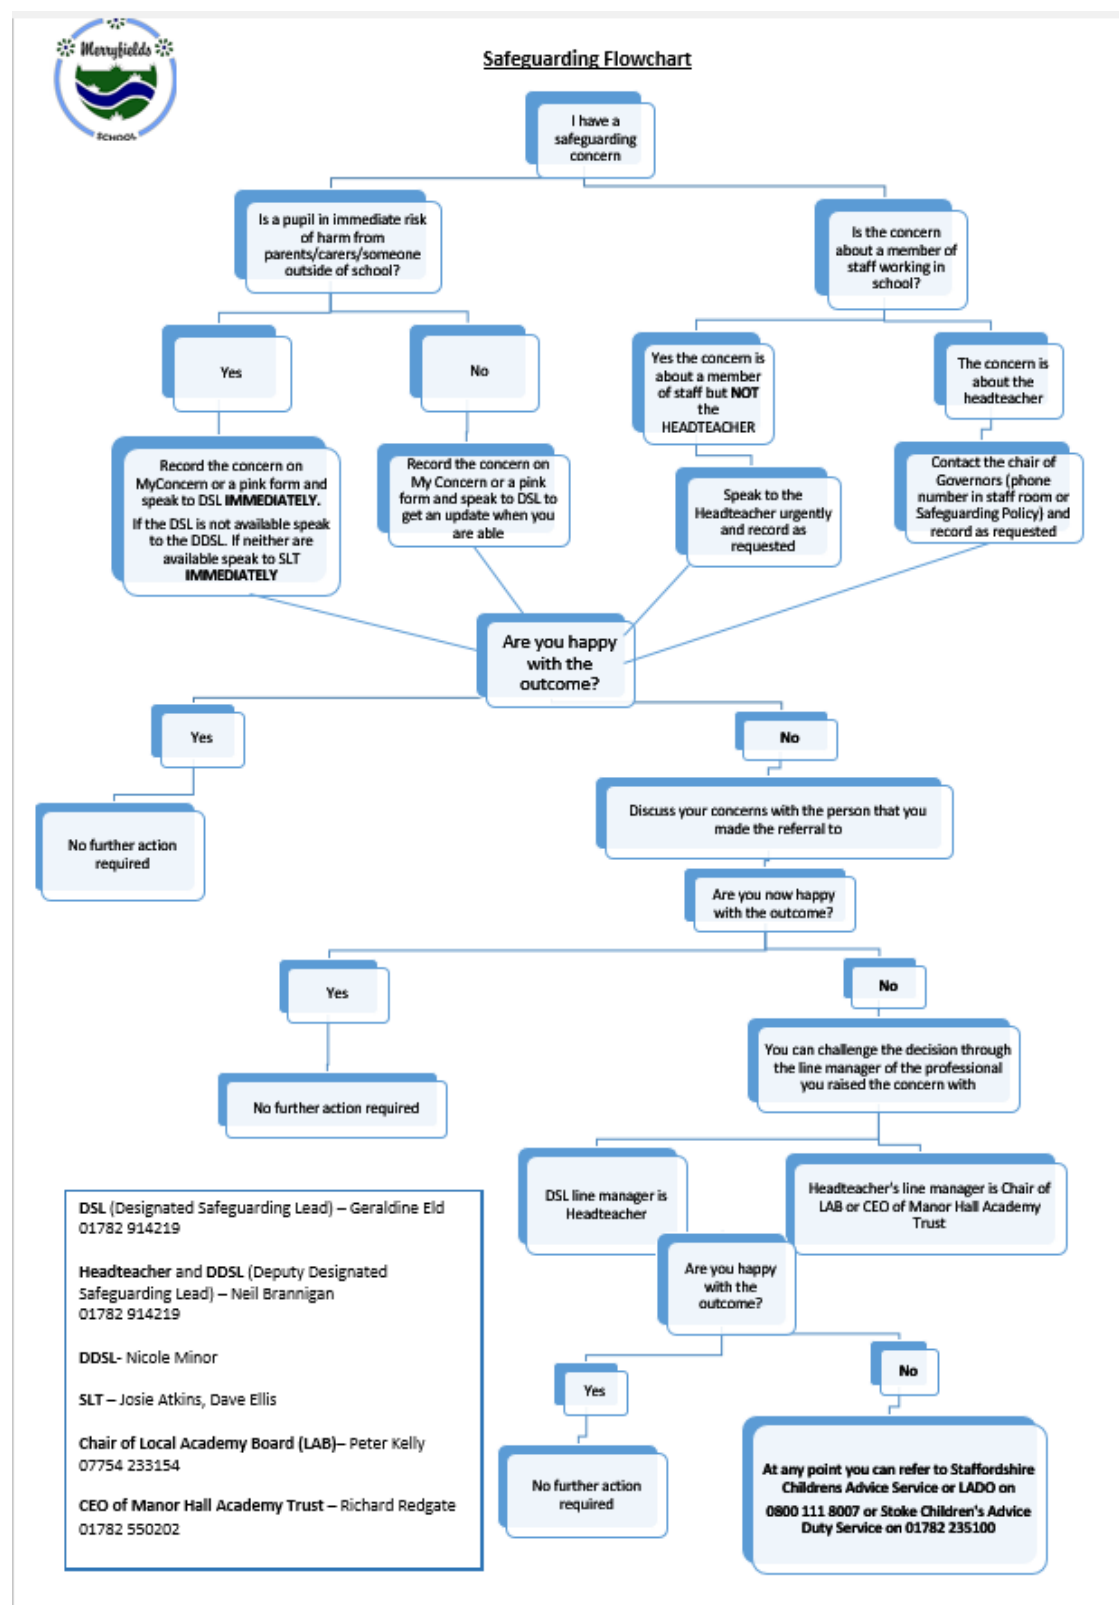 Merryfields
SCHOOL
Safeguarding Flowchart
I have a
safeguarding
concern
Is a pupil in immediate risk
of harm from
parents/carers/someone
outside of school?
Is the concern
about a member of
staff working in
school?
Yes
No
Yes the concern is
about a member
of staff but NOT
the
HEADTEACHER
The concern is
about the
headteacher
Record the concern on
MyConcern or a pink form and
speak to DSL IMMEDIATELY.
If the DSL is not available speak
to the DDSL. If neither are
available speak to SLT
IMMEDIATELY
Record the concern on
My Concern or a pink
form and speak to DSL to
get an update when you
are able
Speak to the
Headteacher urgently
and record as
requested
Contact the chair of
Governors (phone
number in staff room or
Safeguarding Policy) and
record as requested
Are you happy
with the
outcome?
Yes
No
No further action
required
Discuss your concerns with the person that you
made the referral to
Are you now happy
with the outcome?
Yes
No
No further action required
You can challenge the decision through
the line manager of the professional
you raised the concern with
DSL line manager is
Headteacher
Headteacher's line manager is Chair of
LAB or CEO of Manor Hall Academy
Trust
Are you happy
with the
outcome?
Yes
No
No further action
required
At any point you can refer to Staffordshire
Childrens Advice Service or LADO on
0800 111 8007 or Stoke Children's Advice
Duty Service on 01782 235100
DSL (Designated Safeguarding Lead) – Geraldine Eld
01782 914219
Headteacher and DDSL (Deputy Designated
Safeguarding Lead) – Neil Brannigan
01782 914219
DDSL- Nicole Minor
SLT – Josie Atkins, Dave Ellis
Chair of Local Academy Board (LAB)– Peter Kelly
07754 233154
CEO of Manor Hall Academy Trust – Richard Redgate
01782 550202